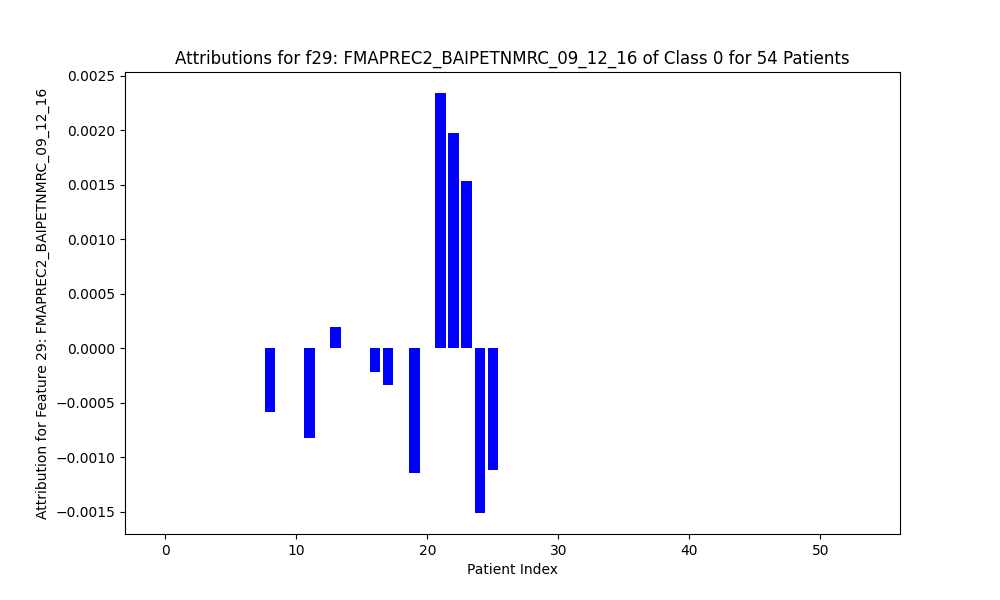 Attributions for f29: FMAPREC2_BAIPETNMRC_09_12_16 of Class 0 for 54 Patients
Attribution for Feature 29: FMAPREC2_BAIPETNMRC_09_12_16
0.0025
0.0020
0.0015
0.0010
0.0005
0.0000
−0.0005
−0.0010
−0.0015
0 10 20 30 40 50
Patient Index